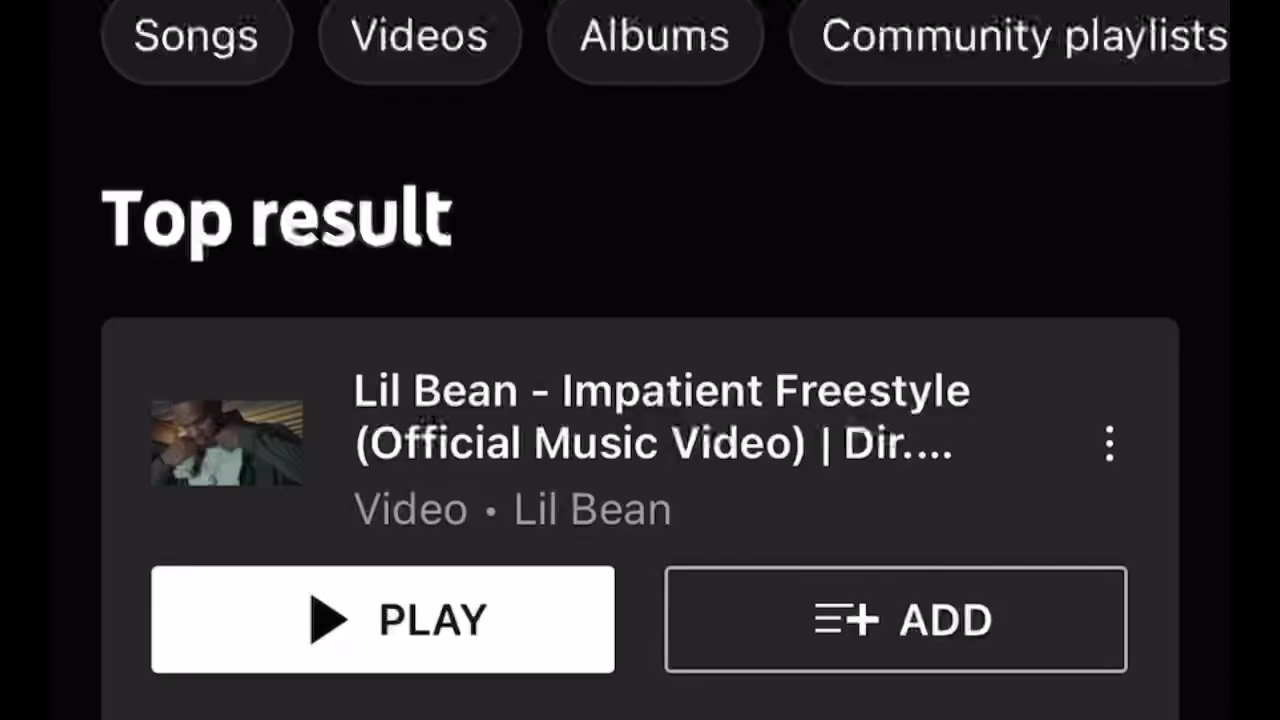 Songs Videos Albums Community playlists
Top result
Lil Bean - Impatient Freestyle
(Official Music Video) | Dir....
Video • Lil Bean
PLAY ADD